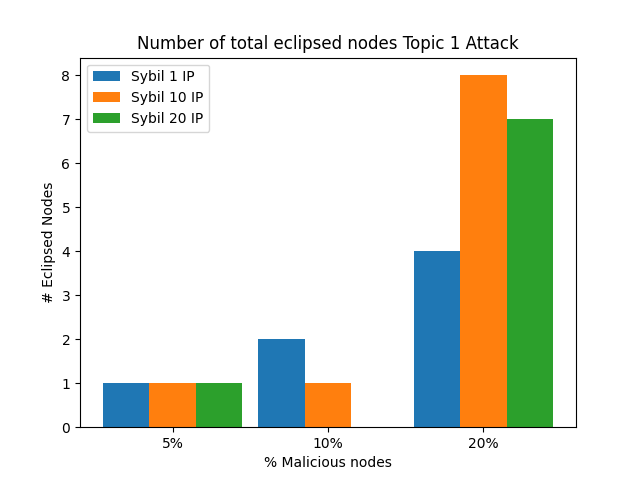 Number of total eclipsed nodes Topic 1 Attack
Sybil 1 IP
Sybil 10 IP
Sybil 20 IP
# Eclipsed Nodes
8
7
6
5
4
3
2
1
0
5%
10%
20%
% Malicious nodes